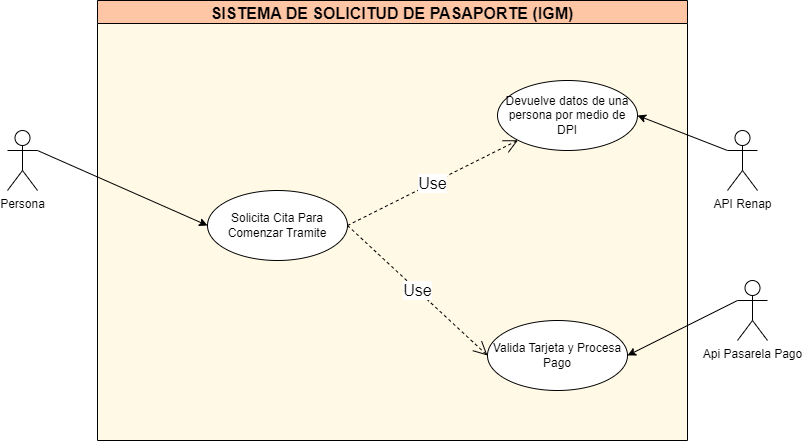 SISTEMA DE SOLICITUD DE PASAPORTE (IGM)
Devuelve datos de una
persona por medio de
DPI
Use
Persona
API Renap
Solicita Cita Para
Comenzar Tramite
Use
Valida Tarjeta y Procesa
Pago
Api Pasarela Pago